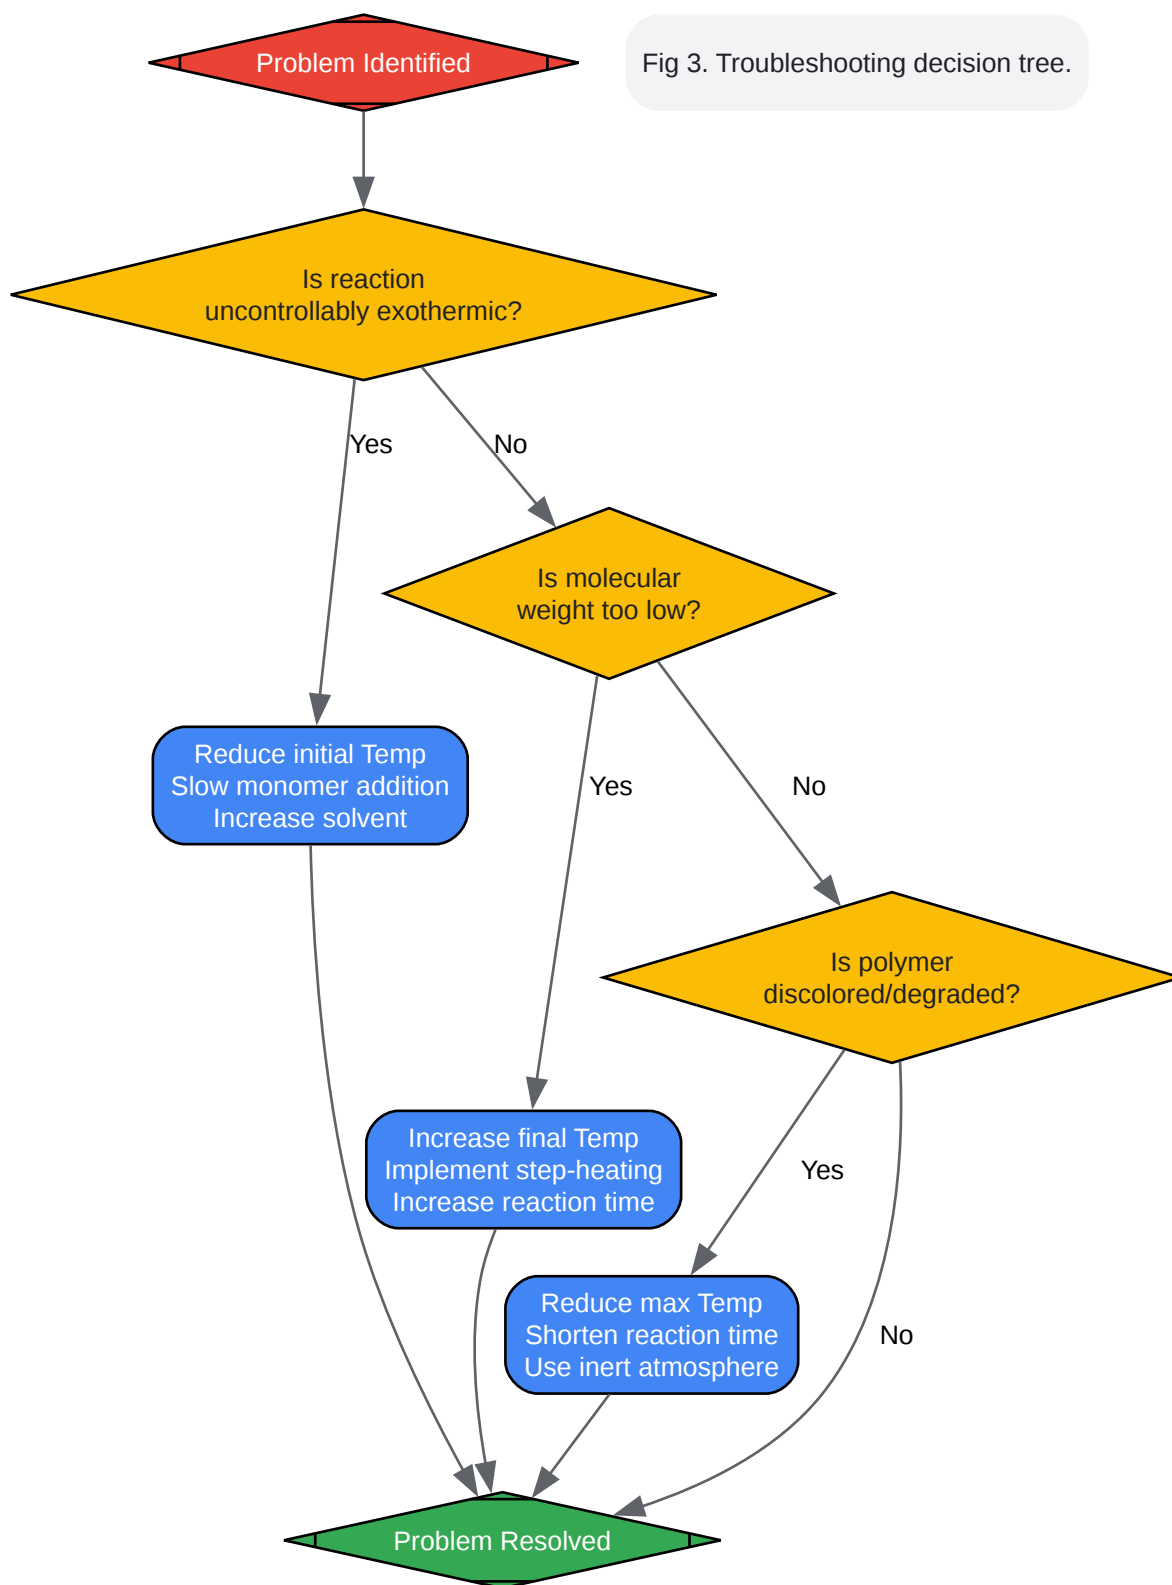 Problem Identified
Fig 3. Troubleshooting decision tree.
Is reaction
uncontrollably exothermic?
Yes
No
Is molecular
weight too low?
Reduce initial Temp
Slow monomer addition
Increase solvent
Yes
No
Is polymer
discolored/degraded?
Increase final Temp
Implement step-heating
Increase reaction time
Yes
Reduce max Temp
Shorten reaction time
Use inert atmosphere
No
Problem Resolved